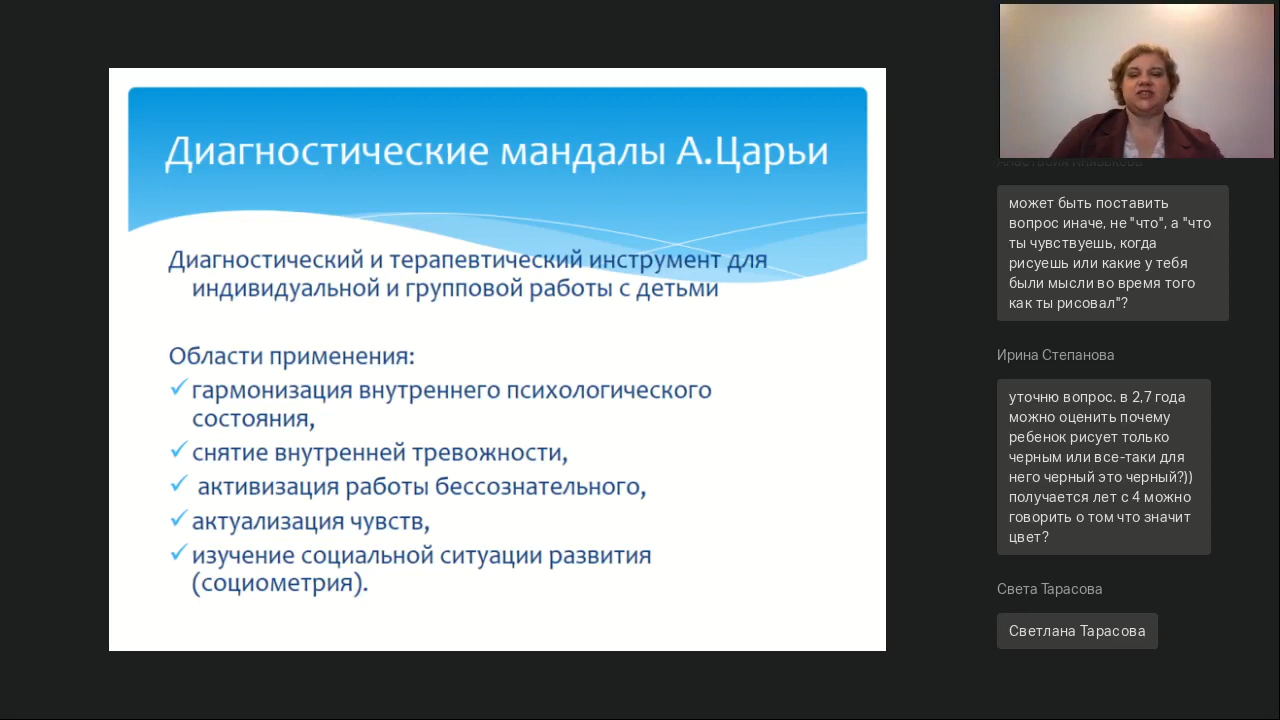 Диагностические мандалы А.Царьи
Диагностический и терапевтический инструмент для
индивидуальной и групповой работы с детьми
Области применения:
гармонизация внутреннего психологического
состояния,
снятие внутренней тревожности,
активизация работы бессознательного,
актуализация чувств,
изучение социальной ситуации развития
(социометрия).
может быть поставить
вопрос иначе, не "что", а "что
ты чувствуешь, когда
рисуешь или какие у тебя
были мысли во время того
как ты рисовал"?
Ирина Степанова
уточню вопрос. в 2,7 года
можно оценить почему
ребенок рисует только
черным или все-таки для
него черный это черный?))
получается лет с 4 можно
говорить о том что значит
цвет?
Света Тарасова
Светлана Тарасова